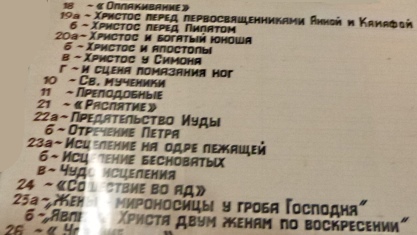 18 ~ «Оплакивание»
19а ~ Христос перед первосвященниками Анной и Каиафой
б ~ Христос перед Пилатом
20а ~ Христос и богатый юноша
б ~ Христос и апостолы
в ~ Христос у Симона
г ~ и сцена помазания ног
10 ~ Св. мученики
11 ~ Преподобные
21 ~ «Распятие»
22а ~ Предательство Иуды
б ~ Отречение Петра
23а ~ Исцеление на одре лежащей
б ~ Исцеление бесноватых
в ~ Чудо исцеления
24 ~ «Сошествие во ад»
25а ~ „Жены мироносицы у гроба Господня"
б ~ „Явление Христа двум женам по воскресении"
26